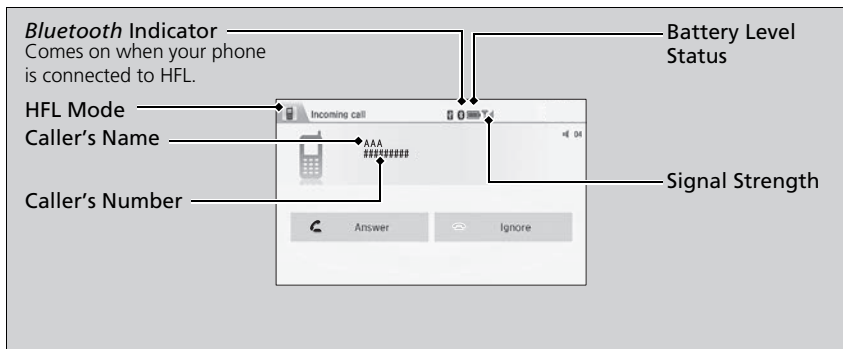 Bluetooth Indicator
Comes on when your phone
is connected to HFL.
HFL Mode
Caller's Name
Caller's Number
Battery Level
Status
Signal Strength
Incoming call
04
AAA
#########
Answer
Ignore